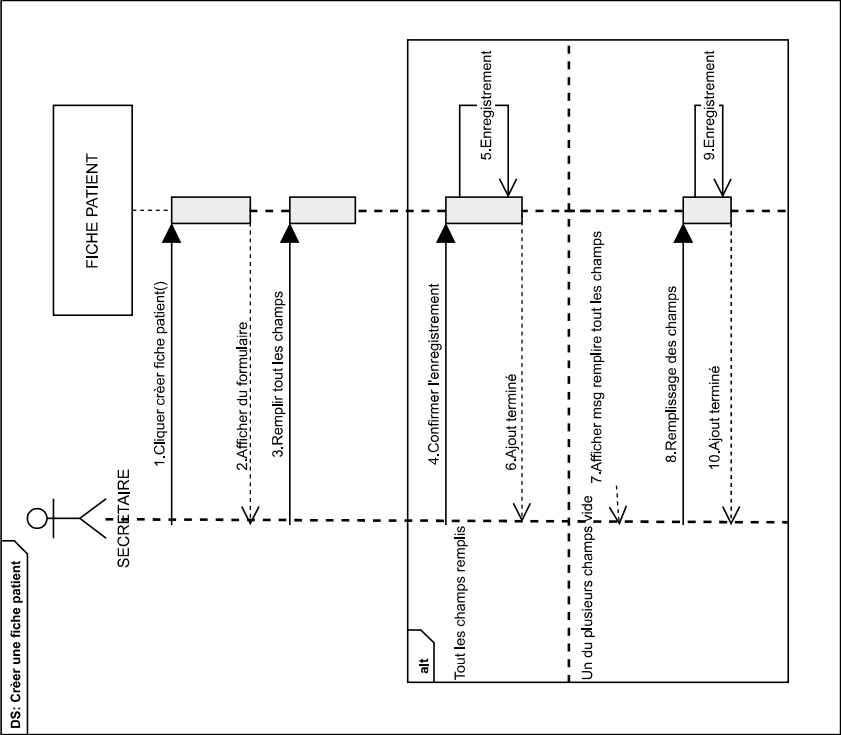 DS: Crèer une fiche patient
SECRETAIRE
FICHE PATIENT
1.Cliquer crèer fiche patient()
2.Afficher du formulaire
3.Remplir tout les champs
alt
Tout les champs remplis
4.Confirmer l'enregistrement
5.Enregistrement
6.Ajout terminé
Un du plusieurs champs vide
7.Afficher msg remplire tout les champs
8.Remplissage des champs
9.Enregistrement
10.Ajout terminé